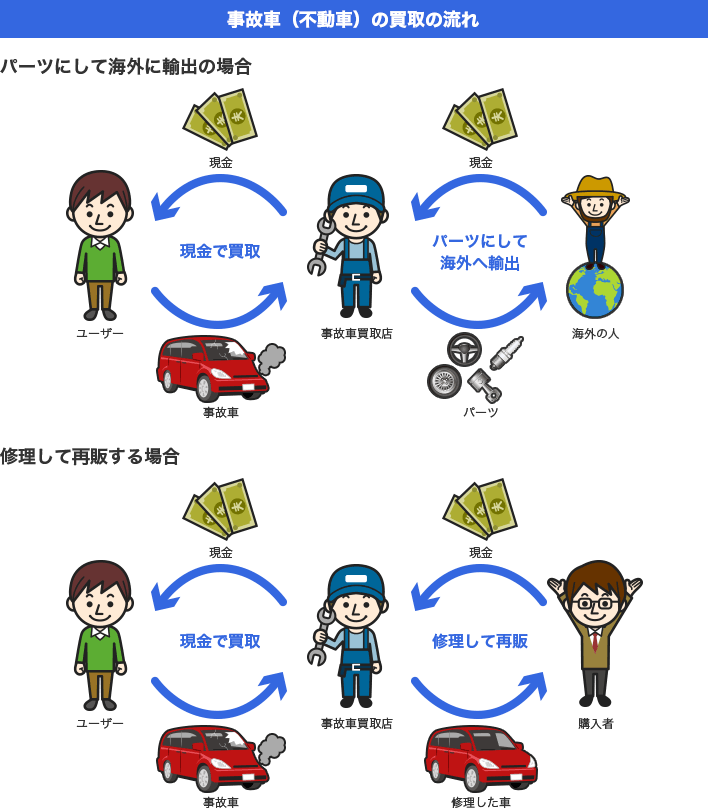 事故車（不動車）の買取の流れ
パーツにして海外に輸出の場合
現金
現金
現金で買取
パーツにして
海外へ輸出
ユーザー
事故車買取店
海外の人
事故車
パーツ
修理して再販する場合
現金
現金
現金で買取
修理して再販
ユーザー
事故車買取店
購入者
事故車
修理した車